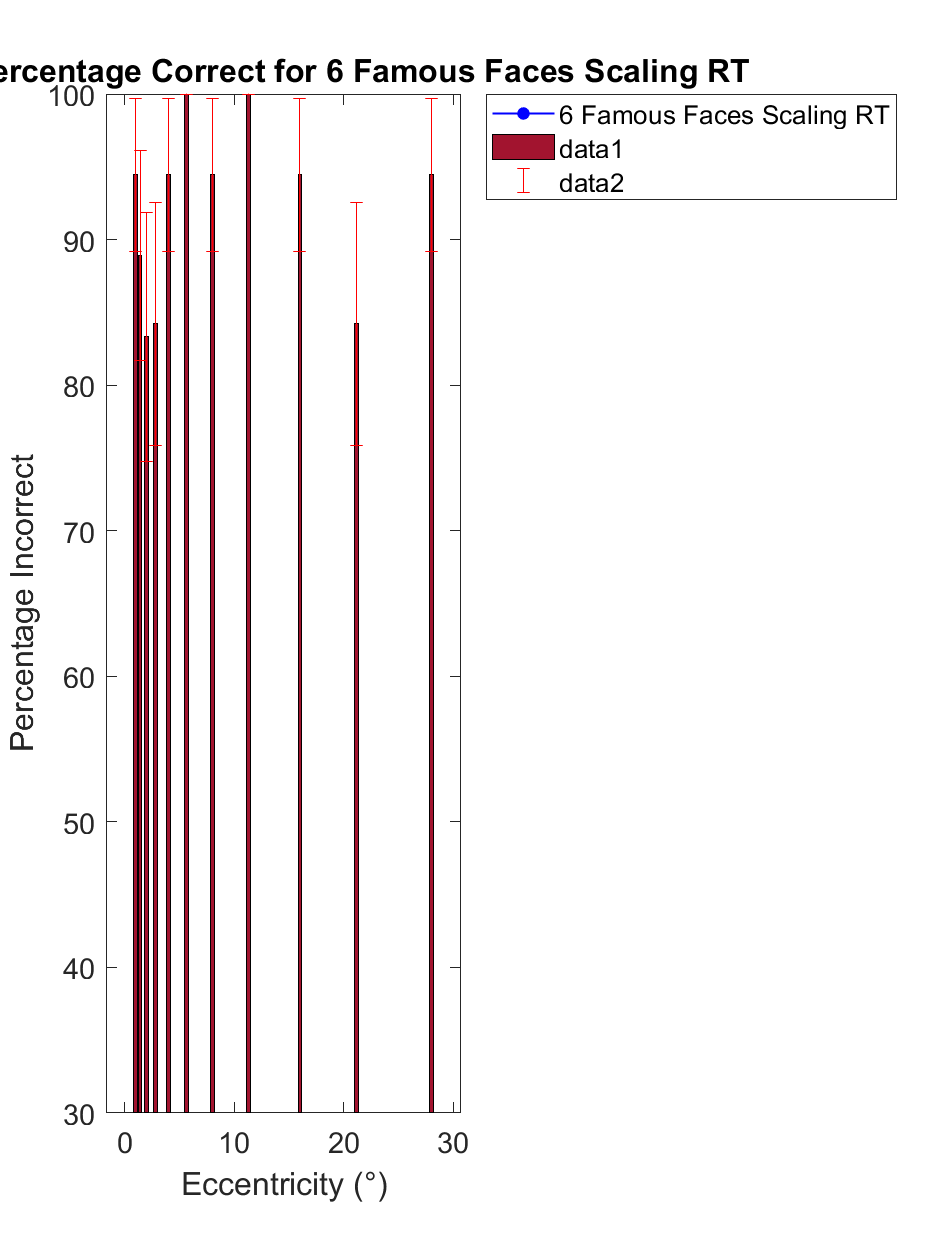 ercentage Correct for 6 Famous Faces Scaling RT
6 Famous Faces Scaling RT
data1
data2
100
90
80
70
60
50
40
30
Percentage Incorrect
0 10 20 30
Eccentricity (°)